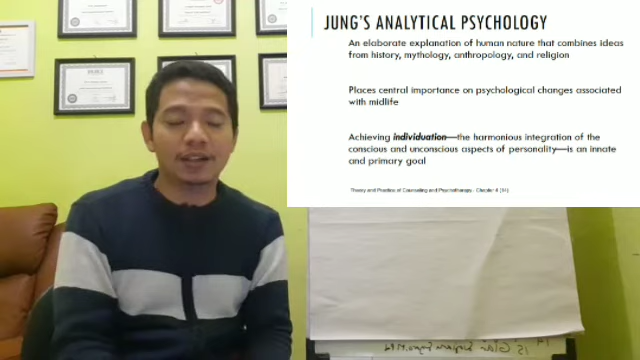 JUNG'S ANALYTICAL PSYCHOLOGY
An elaborate explanation of human nature that combines ideas
from history, mythology, anthropology, and religion
Places central importance on psychological changes associated
with midlife
Achieving individuation—the harmonious integration of the
conscious and unconscious aspects of personality—is an innate
and primary goal
Theory and Practice of Counseling and Psychotherapy - Chapter 4